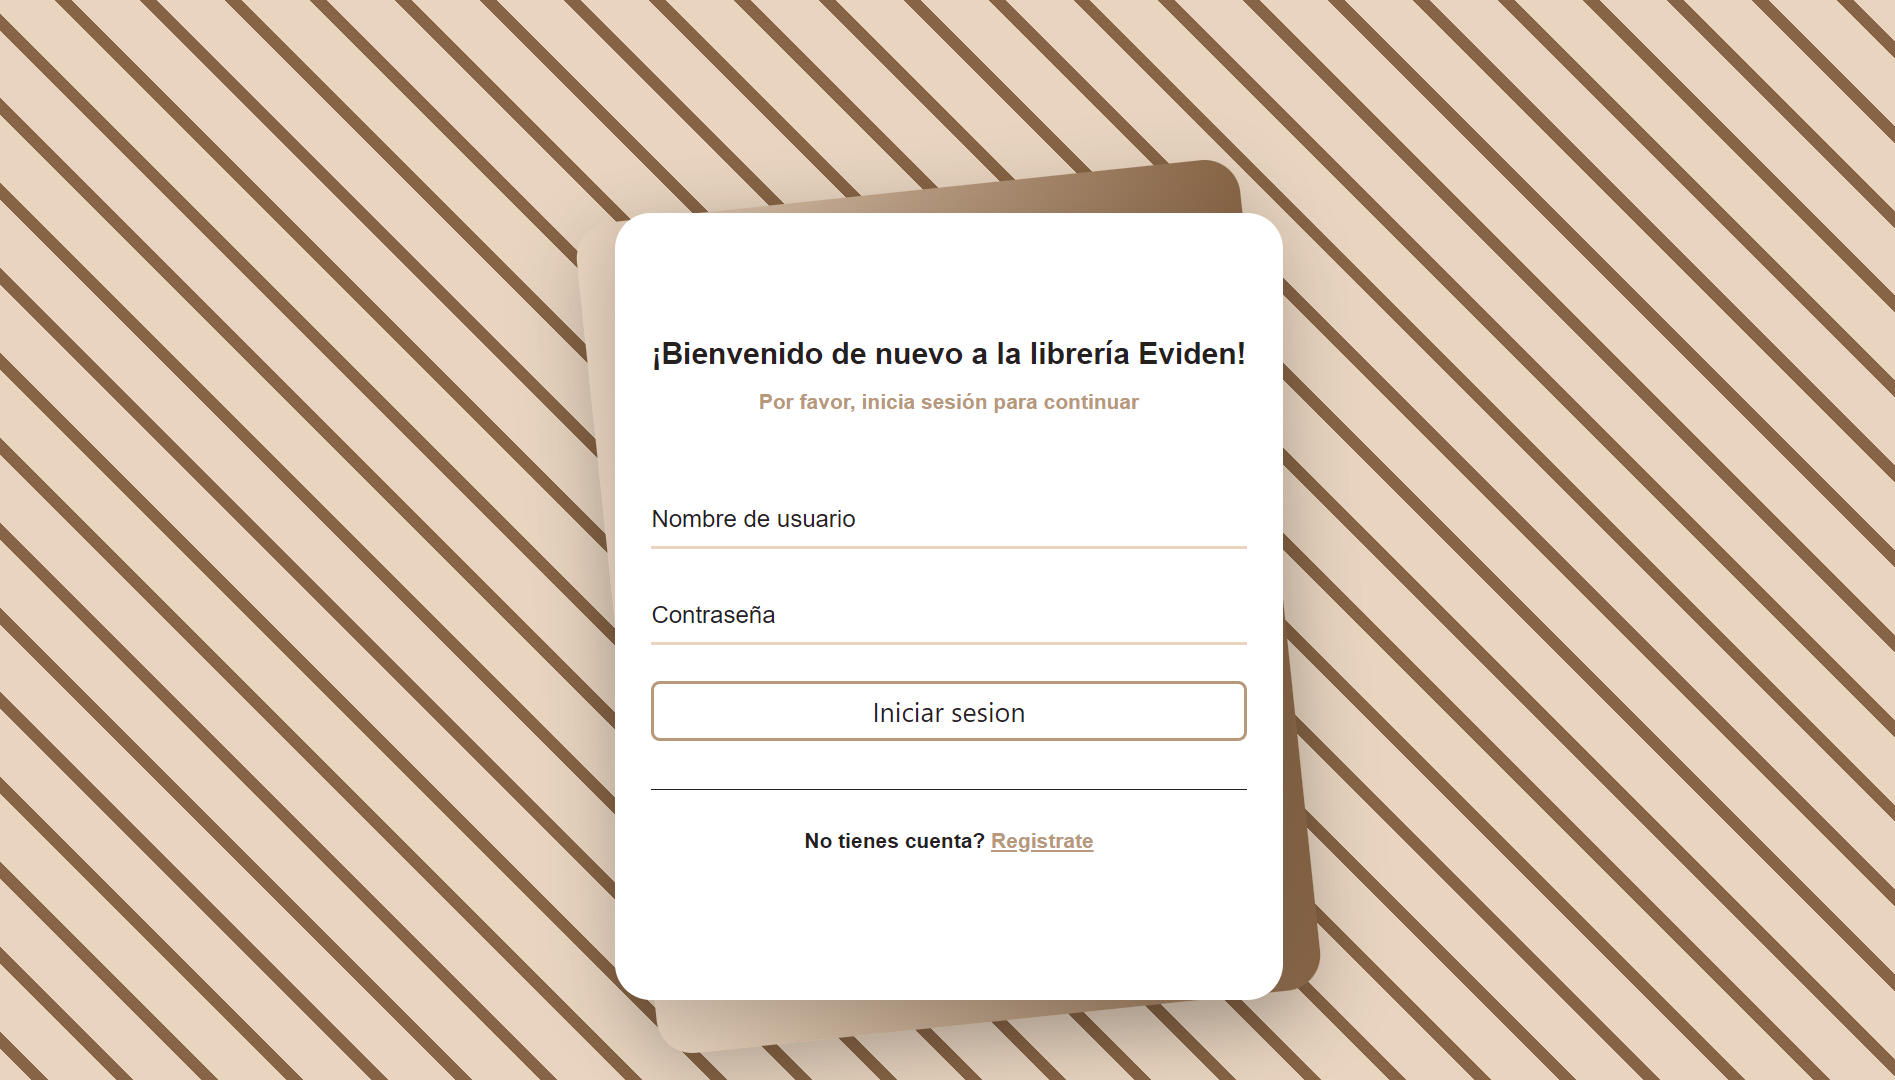 ¡Bienvenido de nuevo a la librería Eviden!
Por favor, inicia sesión para continuar
Nombre de usuario
Contraseña
Iniciar sesion
No tienes cuenta? Registrate